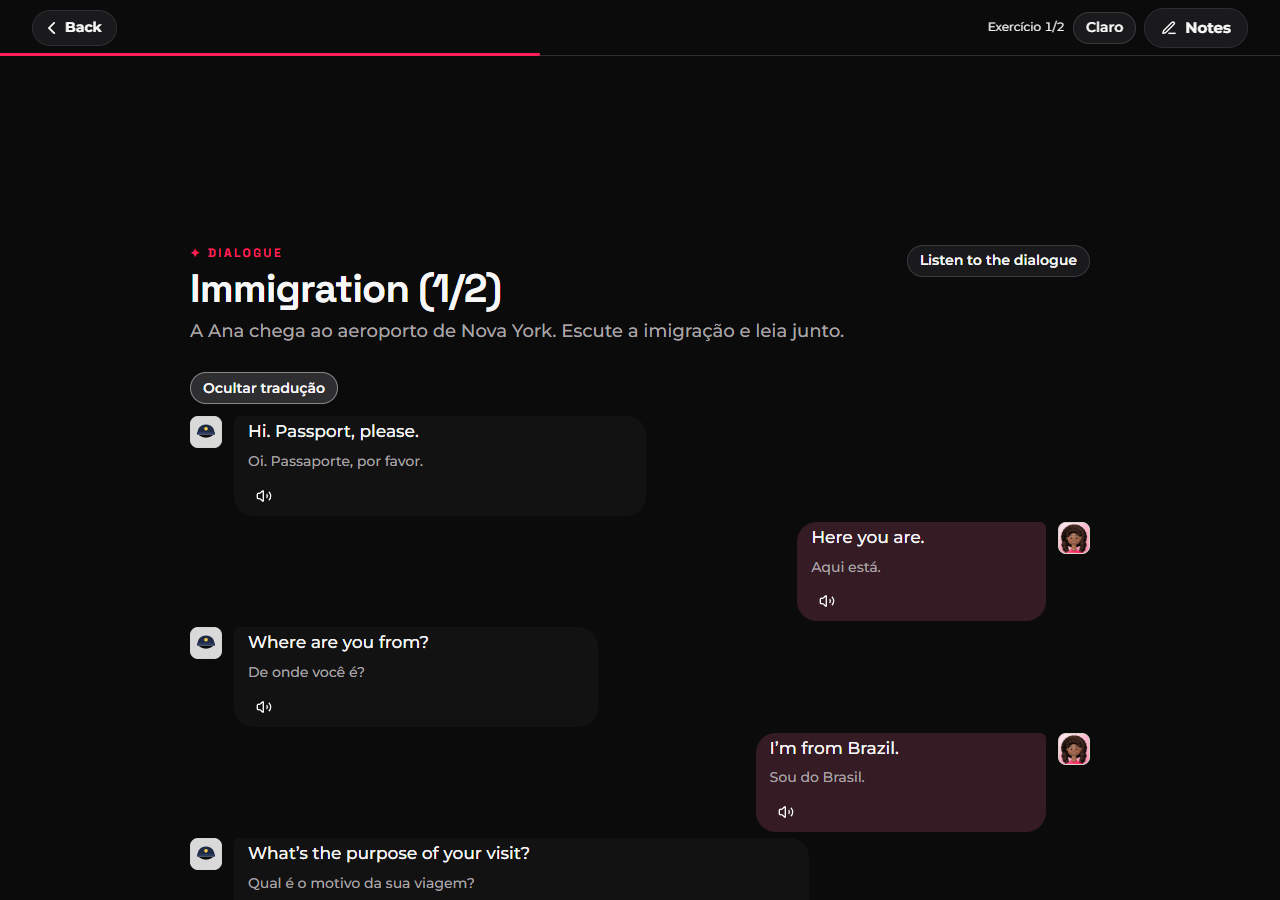 Back
Exercício 1/2
Claro
Notes
✦ DIALOGUE
Listen to the dialogue
Immigration (1/2)
A Ana chega ao aeroporto de Nova York. Escute a imigração e leia junto.
Ocultar tradução
Hi. Passport, please.
Oi. Passaporte, por favor.
Here you are.
Aqui está.
Where are you from?
De onde você é?
I’m from Brazil.
Sou do Brasil.
What’s the purpose of your visit?
Qual é o motivo da sua viagem?